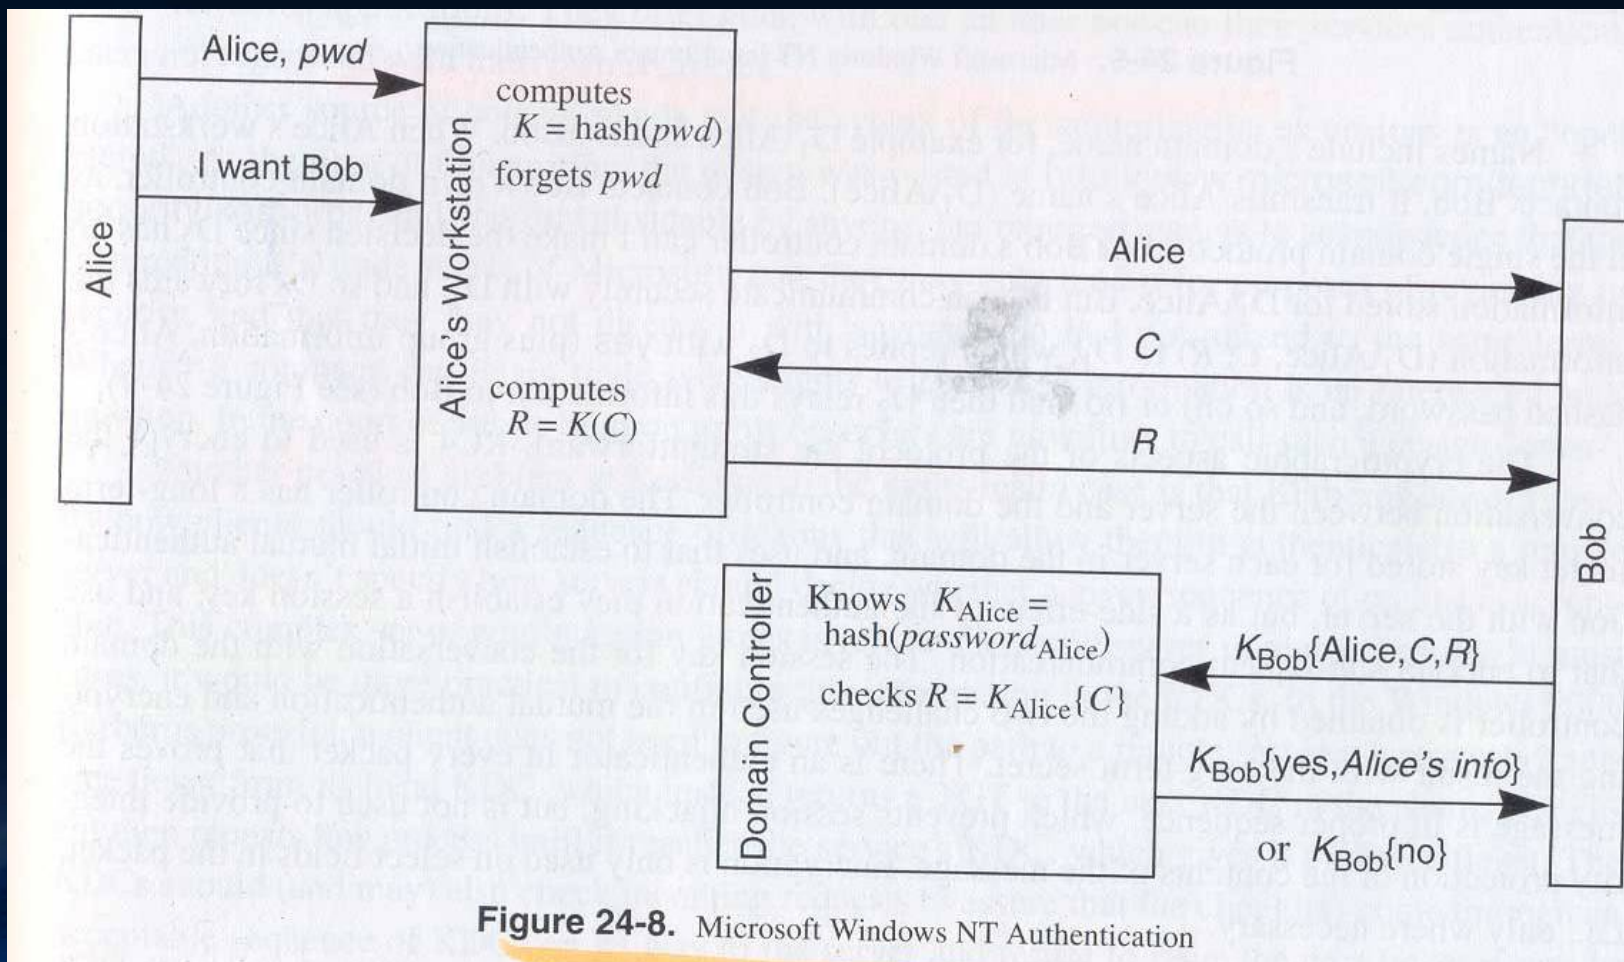 Alice
Alice, pwd
I want Bob
Alice's Workstation
computes
K = hash(pwd)
forgets pwd
computes
R = K(C)
Alice
C
R
Bob
Domain Controller
Knows K_Alice =
hash(password_Alice)
checks R = K_Alice{C}
K_Bob{Alice, C, R}
K_Bob{yes, Alice's info}
or K_Bob{no}
Figure 24-8. Microsoft Windows NT Authentication